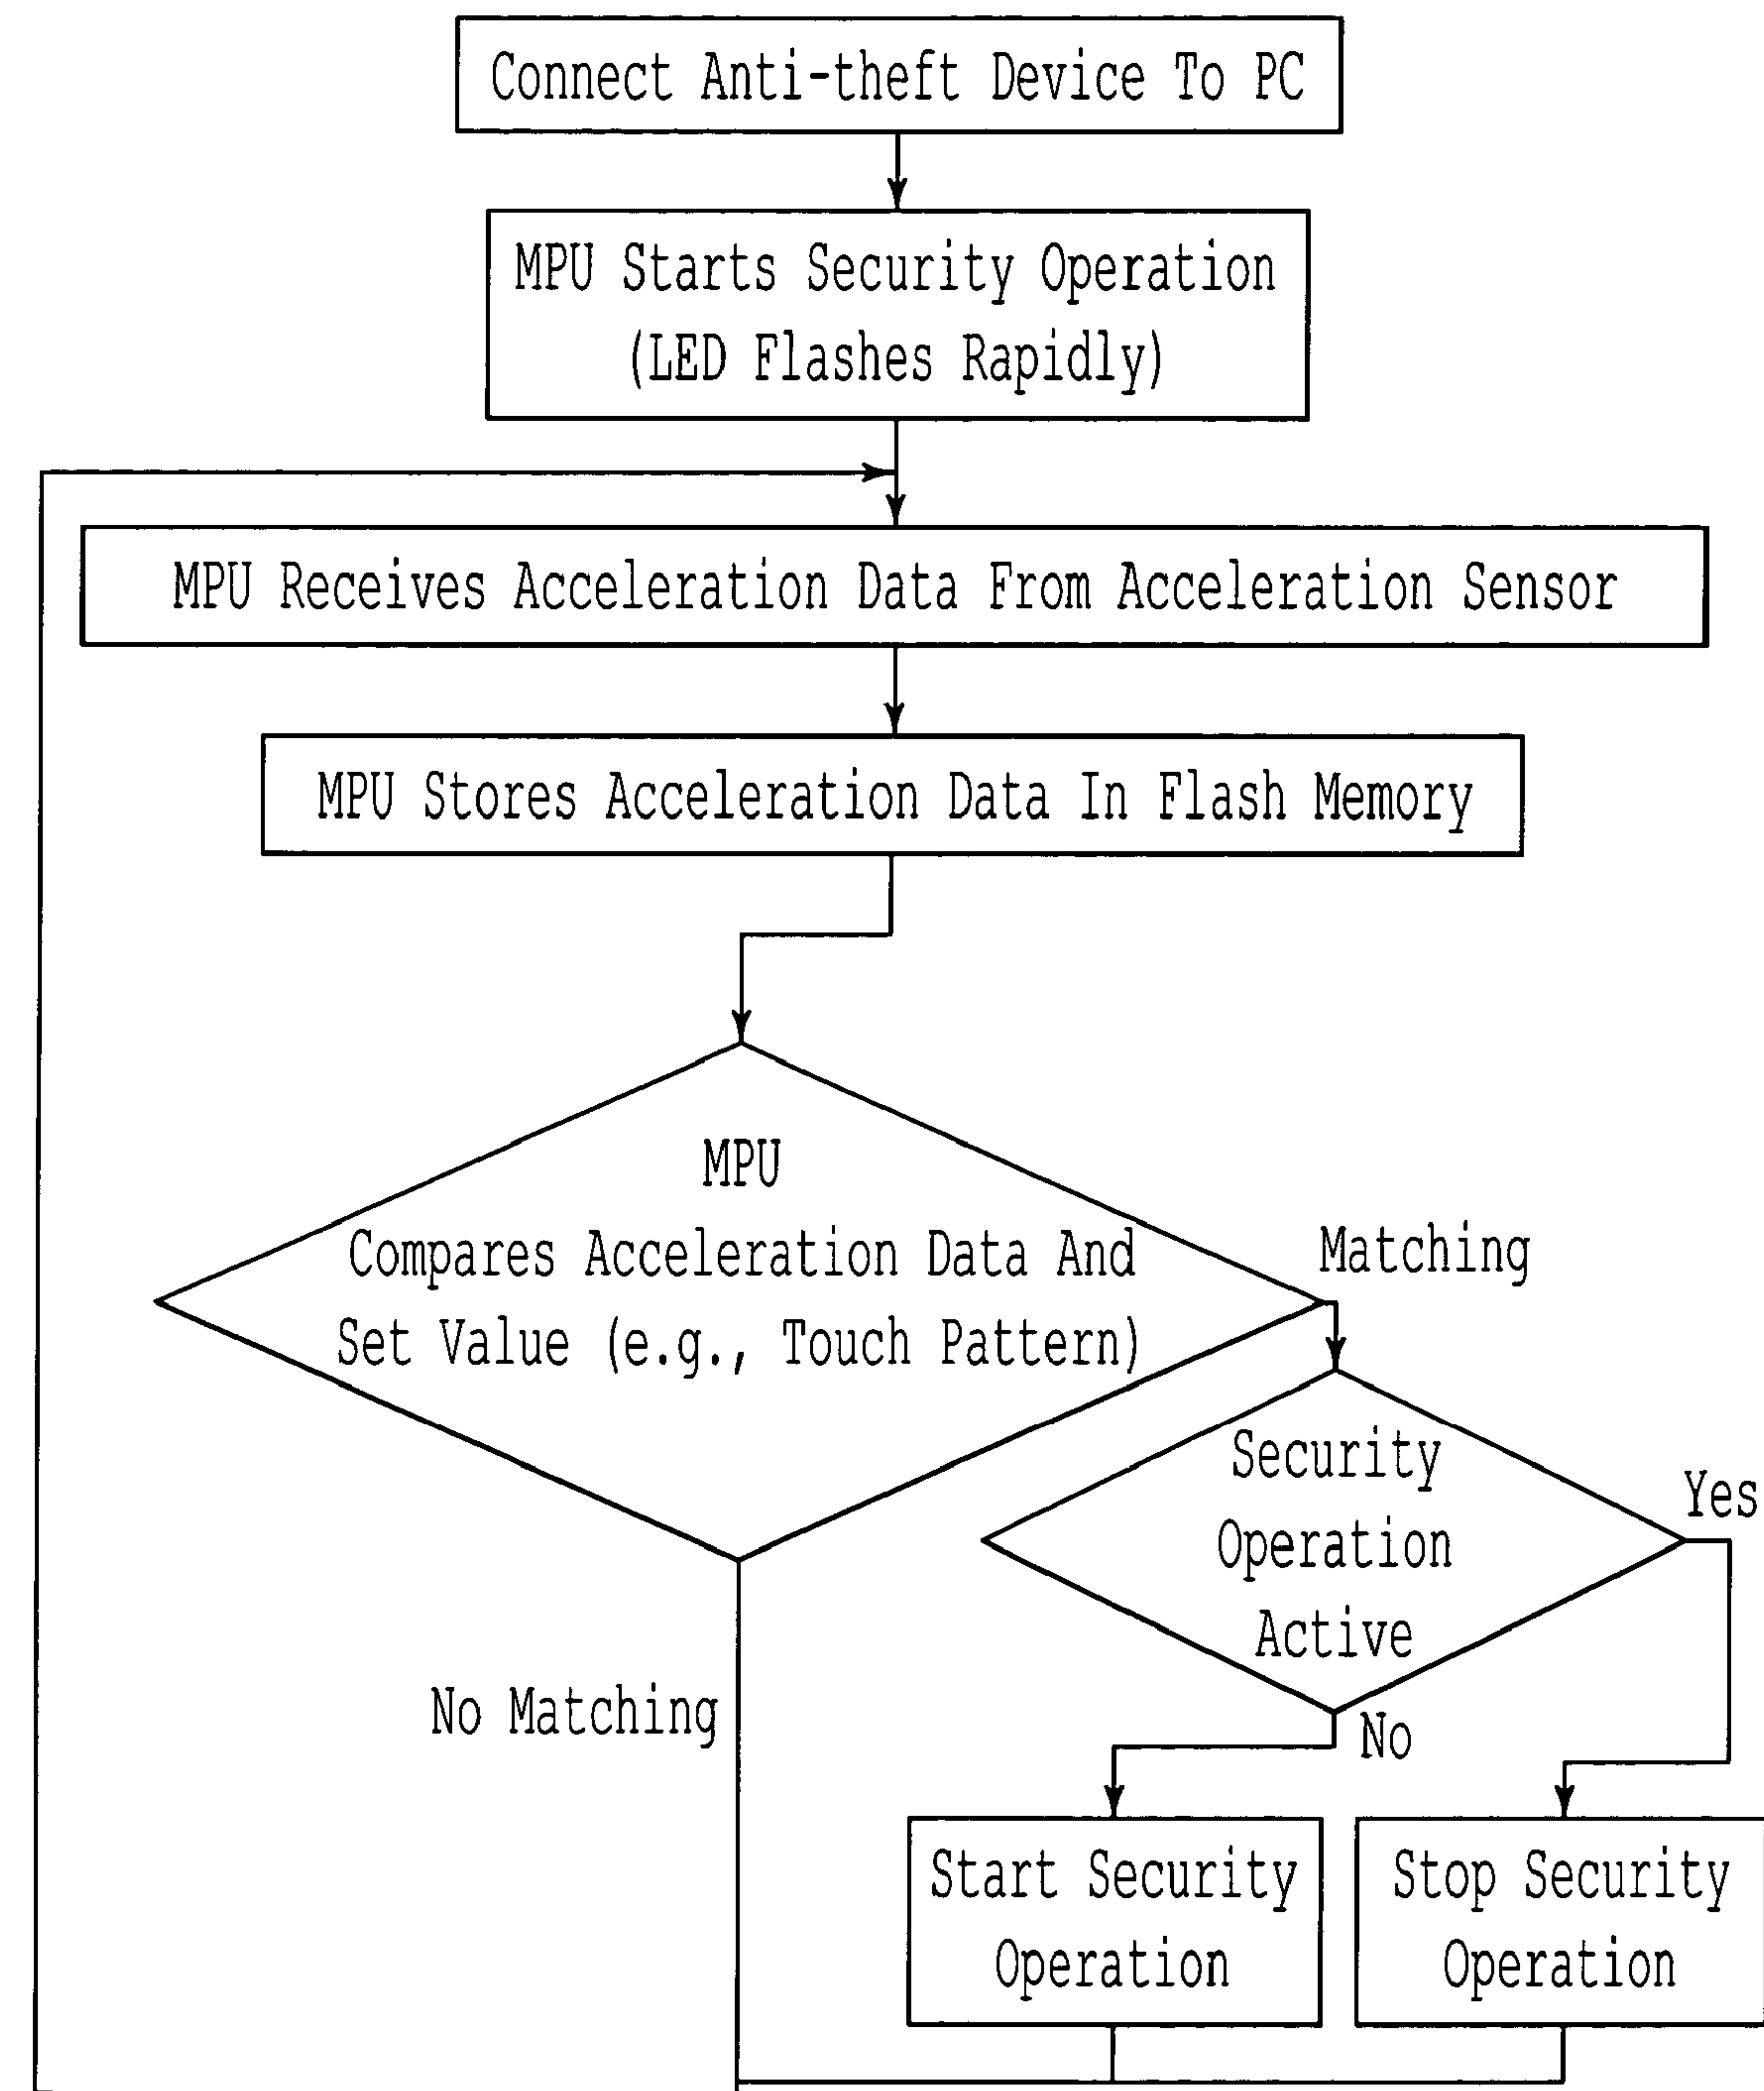 Connect Anti-theft Device To PC
MPU Starts Security Operation
(LED Flashes Rapidly)
MPU Receives Acceleration Data From Acceleration Sensor
MPU Stores Acceleration Data In Flash Memory
MPU
Compares Acceleration Data And
Set Value (e.g., Touch Pattern)
Matching
Security
Operation
Active
Yes
No Matching
No
Start Security
Operation
Stop Security
Operation